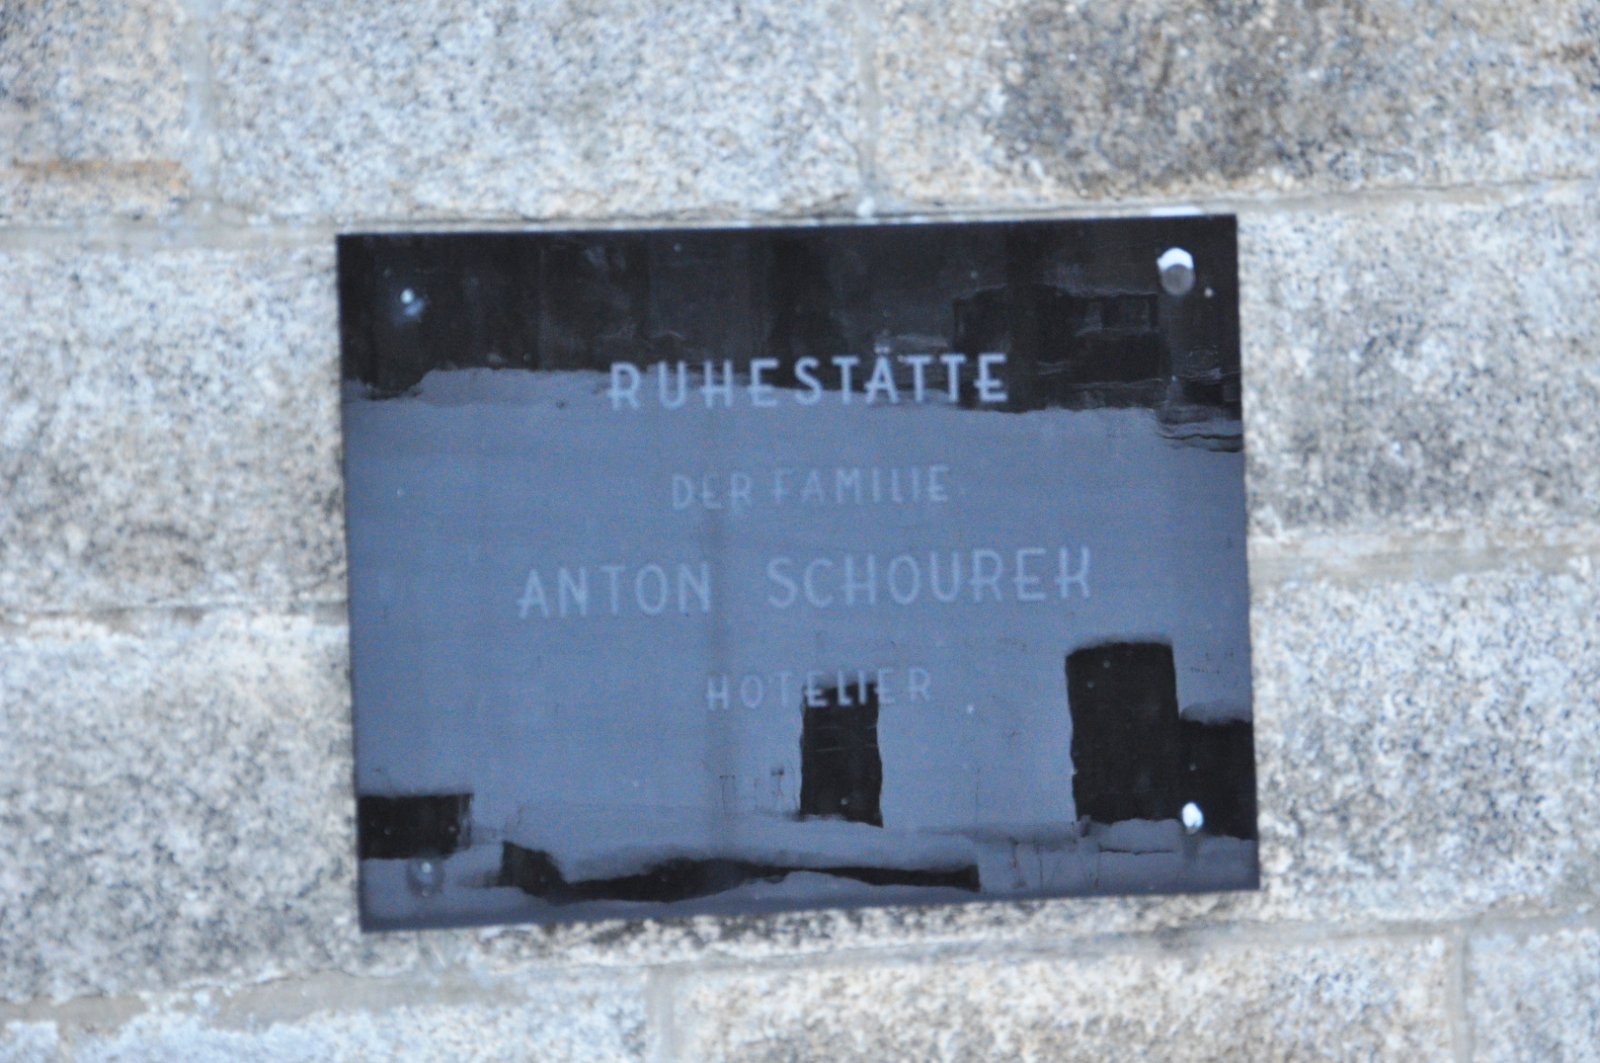 RUHESTÄTTE
DER FAMILIE
ANTON SCHOUREK
HOTELIER